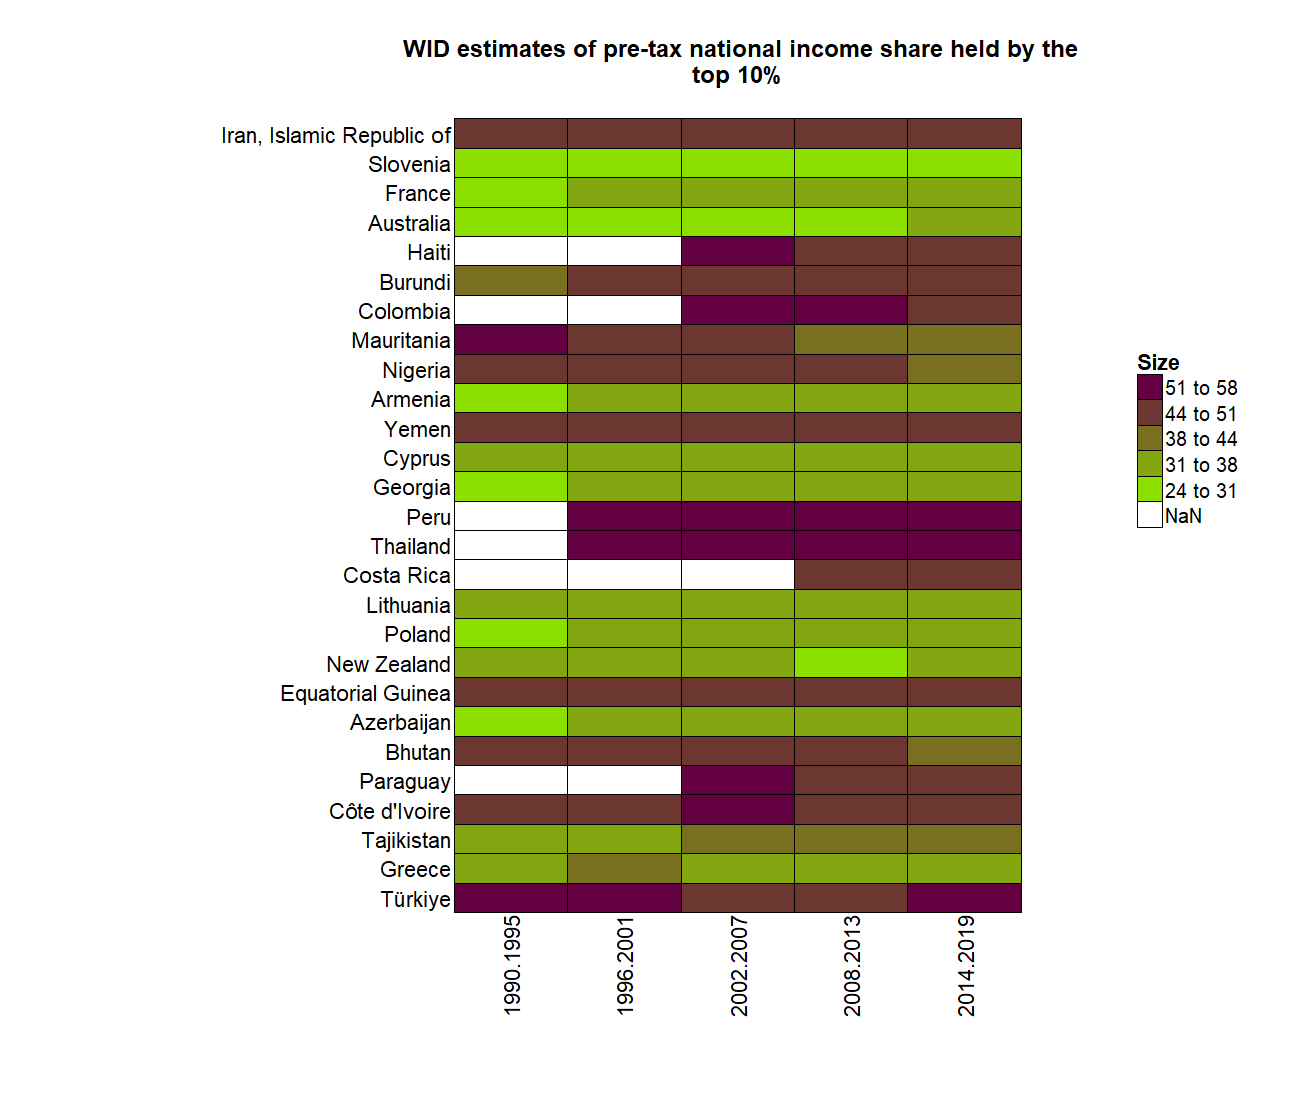 WID estimates of pre-tax national income share held by the
top 10%
Iran, Islamic Republic of
Slovenia
France
Australia
Haiti
Burundi
Colombia
Mauritania
Nigeria
Armenia
Yemen
Cyprus
Georgia
Peru
Thailand
Costa Rica
Lithuania
Poland
New Zealand
Equatorial Guinea
Azerbaijan
Bhutan
Paraguay
Côte d'Ivoire
Tajikistan
Greece
Türkiye
1990.1995
1996.2001
2002.2007
2008.2013
2014.2019
Size
51 to 58
44 to 51
38 to 44
31 to 38
24 to 31
NaN